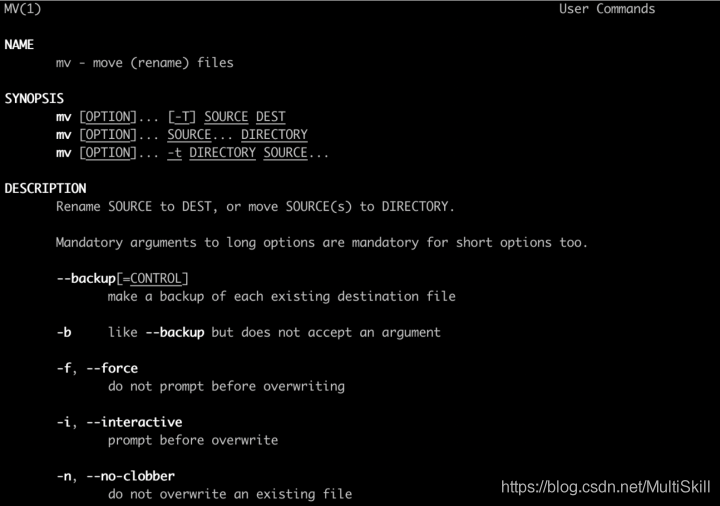 MV(1) User Commands
NAME
mv - move (rename) files
SYNOPSIS
mv [OPTION]... [-T] SOURCE DEST
mv [OPTION]... SOURCE... DIRECTORY
mv [OPTION]... -t DIRECTORY SOURCE...
DESCRIPTION
Rename SOURCE to DEST, or move SOURCE(s) to DIRECTORY.
Mandatory arguments to long options are mandatory for short options too.
--backup[=CONTROL]
make a backup of each existing destination file
-b like --backup but does not accept an argument
-f, --force
do not prompt before overwriting
-i, --interactive
prompt before overwrite
-n, --no-clobber
do not overwrite an existing file
https://blog.csdn.net/MultiSkill